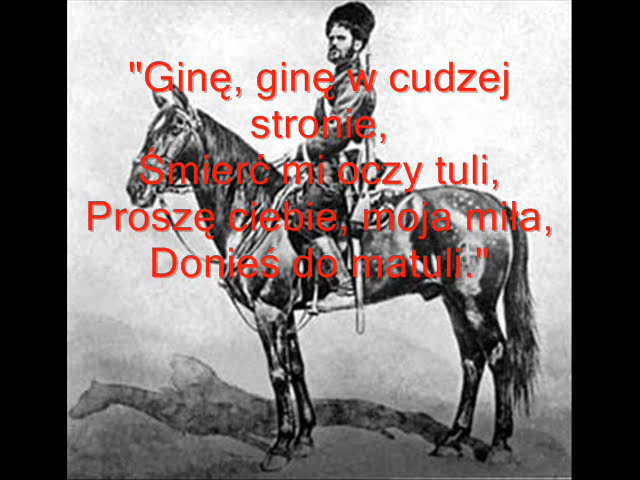 "Ginę, ginę w cudzej
stronie,
Śmierć mi oczy tuli,
Proszę ciebie, moja miła,
Donieś do matuli."